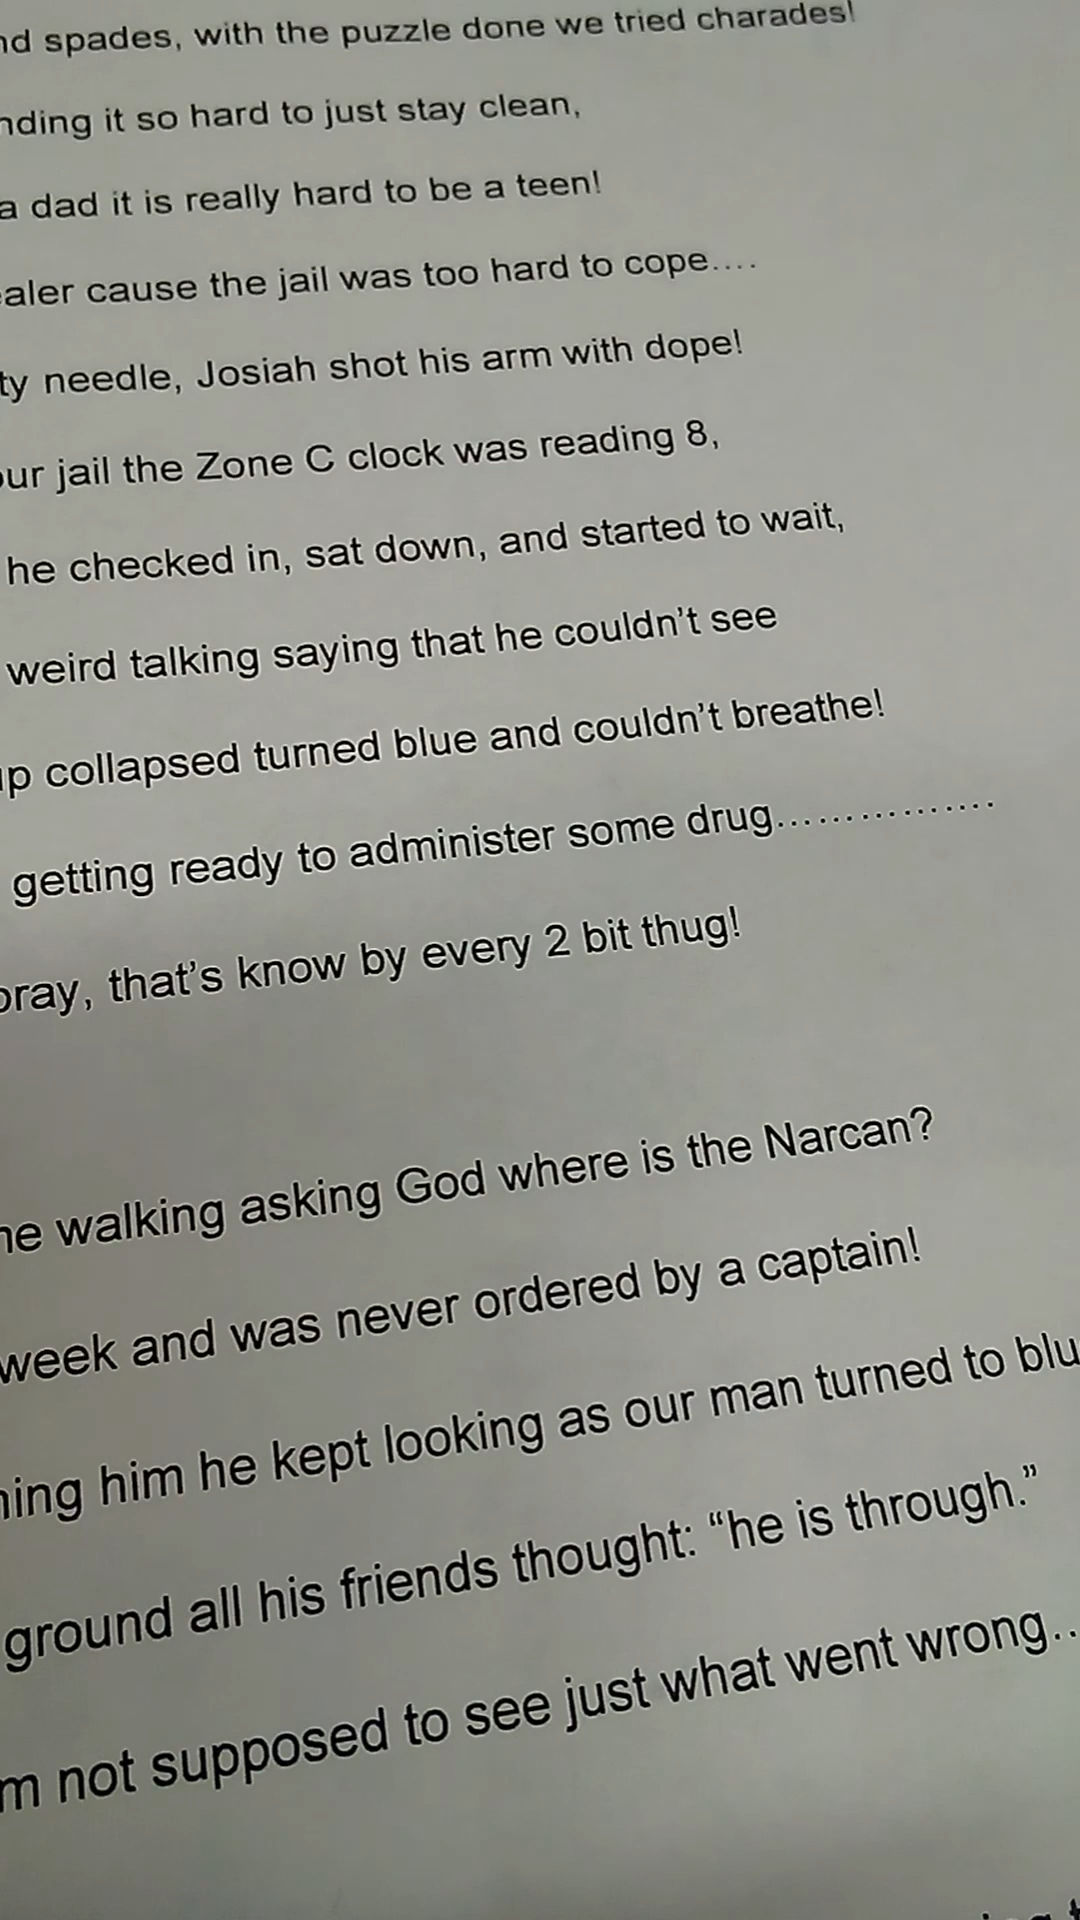 nd spades, with the puzzle done we tried charades!
nding it so hard to just stay clean,
a dad it is really hard to be a teen!
ealer cause the jail was too hard to cope....
ty needle, Josiah shot his arm with dope!
our jail the Zone C clock was reading 8,
he checked in, sat down, and started to wait,
weird talking saying that he couldn't see
up collapsed turned blue and couldn't breathe!
getting ready to administer some drug................
pray, that's know by every 2 bit thug!
he walking asking God where is the Narcan?
week and was never ordered by a captain!
hing him he kept looking as our man turned to blu
ground all his friends thought: “he is through.”
m not supposed to see just what went wrong..